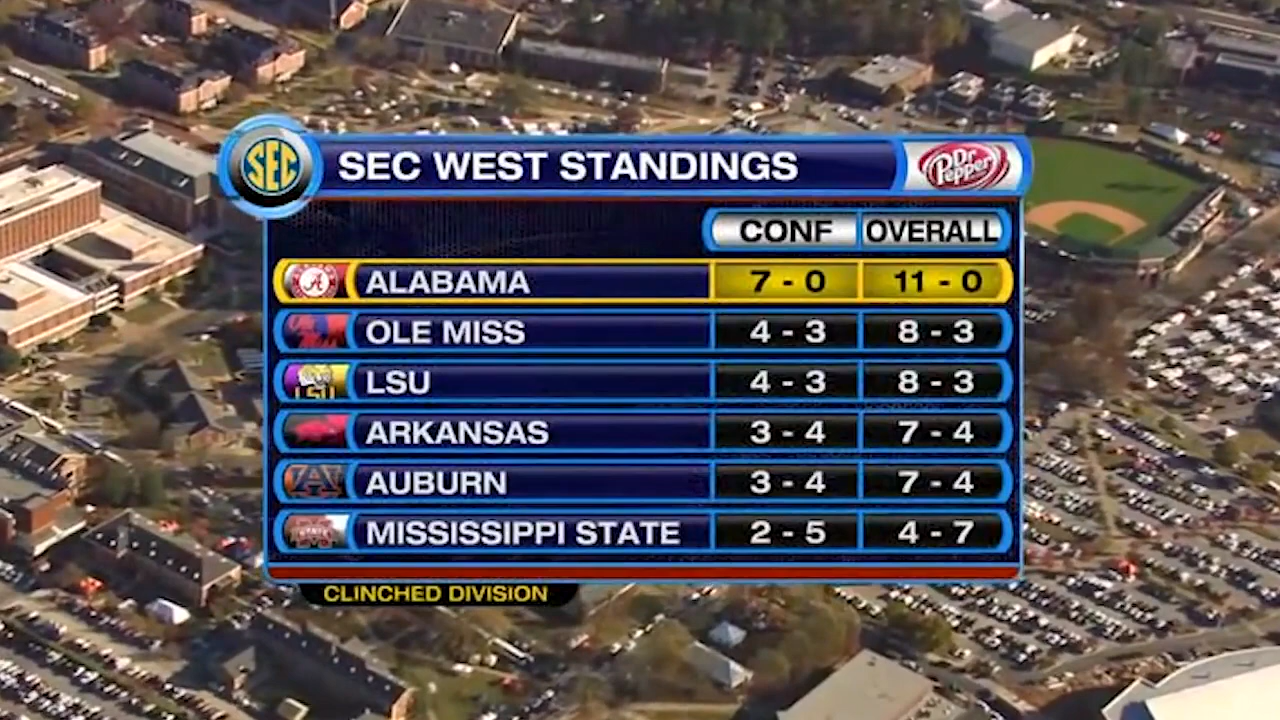 SEC
SEC WEST STANDINGS
Dr Pepper
CONF OVERALL
A ALABAMA 7 - 0 11 - 0
OLE MISS 4 - 3 8 - 3
LSU LSU 4 - 3 8 - 3
ARKANSAS 3 - 4 7 - 4
AU AUBURN 3 - 4 7 - 4
MISSISSIPPI STATE 2 - 5 4 - 7
CLINCHED DIVISION